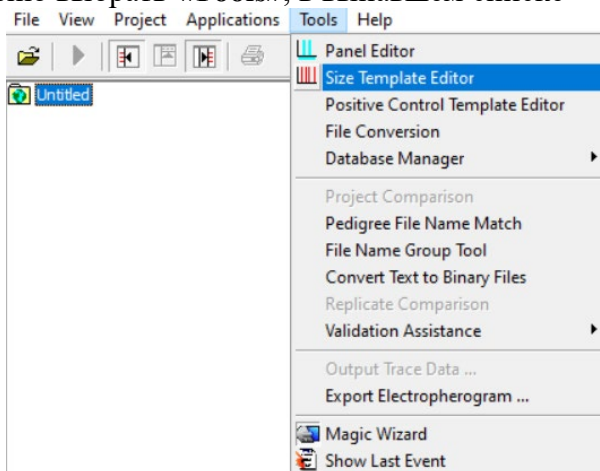 File View Project Applications Tools Help
Untitled
Panel Editor
Size Template Editor
Positive Control Template Editor
File Conversion
Database Manager
Project Comparison
Pedigree File Name Match
File Name Group Tool
Convert Text to Binary Files
Replicate Comparison
Validation Assistance
Output Trace Data ...
Export Electropherogram ...
Magic Wizard
Show Last Event